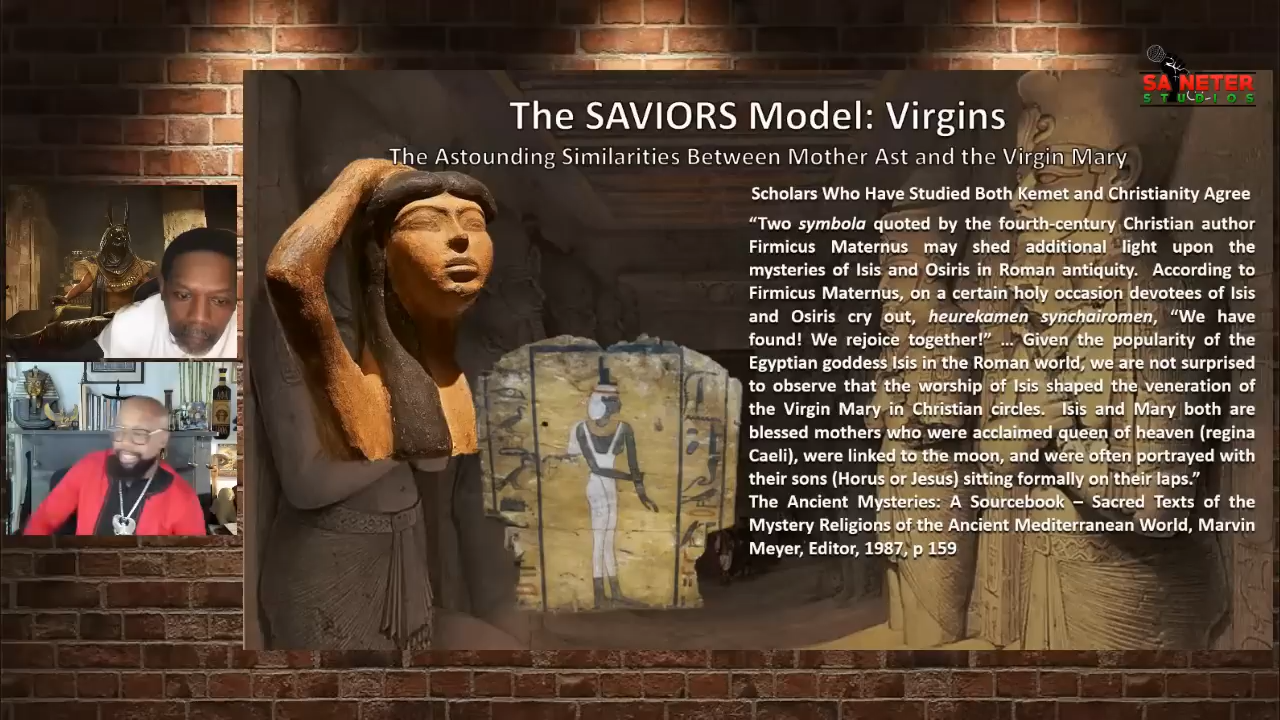 SA NETER
STUDIOS
The SAVIORS Model: Virgins
The Astounding Similarities Between Mother Ast and the Virgin Mary
Scholars Who Have Studied Both Kemet and Christianity Agree
“Two symbola quoted by the fourth-century Christian author
Firmicus Maternus may shed additional light upon the
mysteries of Isis and Osiris in Roman antiquity. According to
Firmicus Maternus, on a certain holy occasion devotees of Isis
and Osiris cry out, heurekamen synchairomen, “We have
found! We rejoice together!” … Given the popularity of the
Egyptian goddess Isis in the Roman world, we are not surprised
to observe that the worship of Isis shaped the veneration of
the Virgin Mary in Christian circles. Isis and Mary both are
blessed mothers who were acclaimed queen of heaven (regina
Caeli), were linked to the moon, and were often portrayed with
their sons (Horus or Jesus) sitting formally on their laps.”
The Ancient Mysteries: A Sourcebook – Sacred Texts of the
Mystery Religions of the Ancient Mediterranean World, Marvin
Meyer, Editor, 1987, p 159